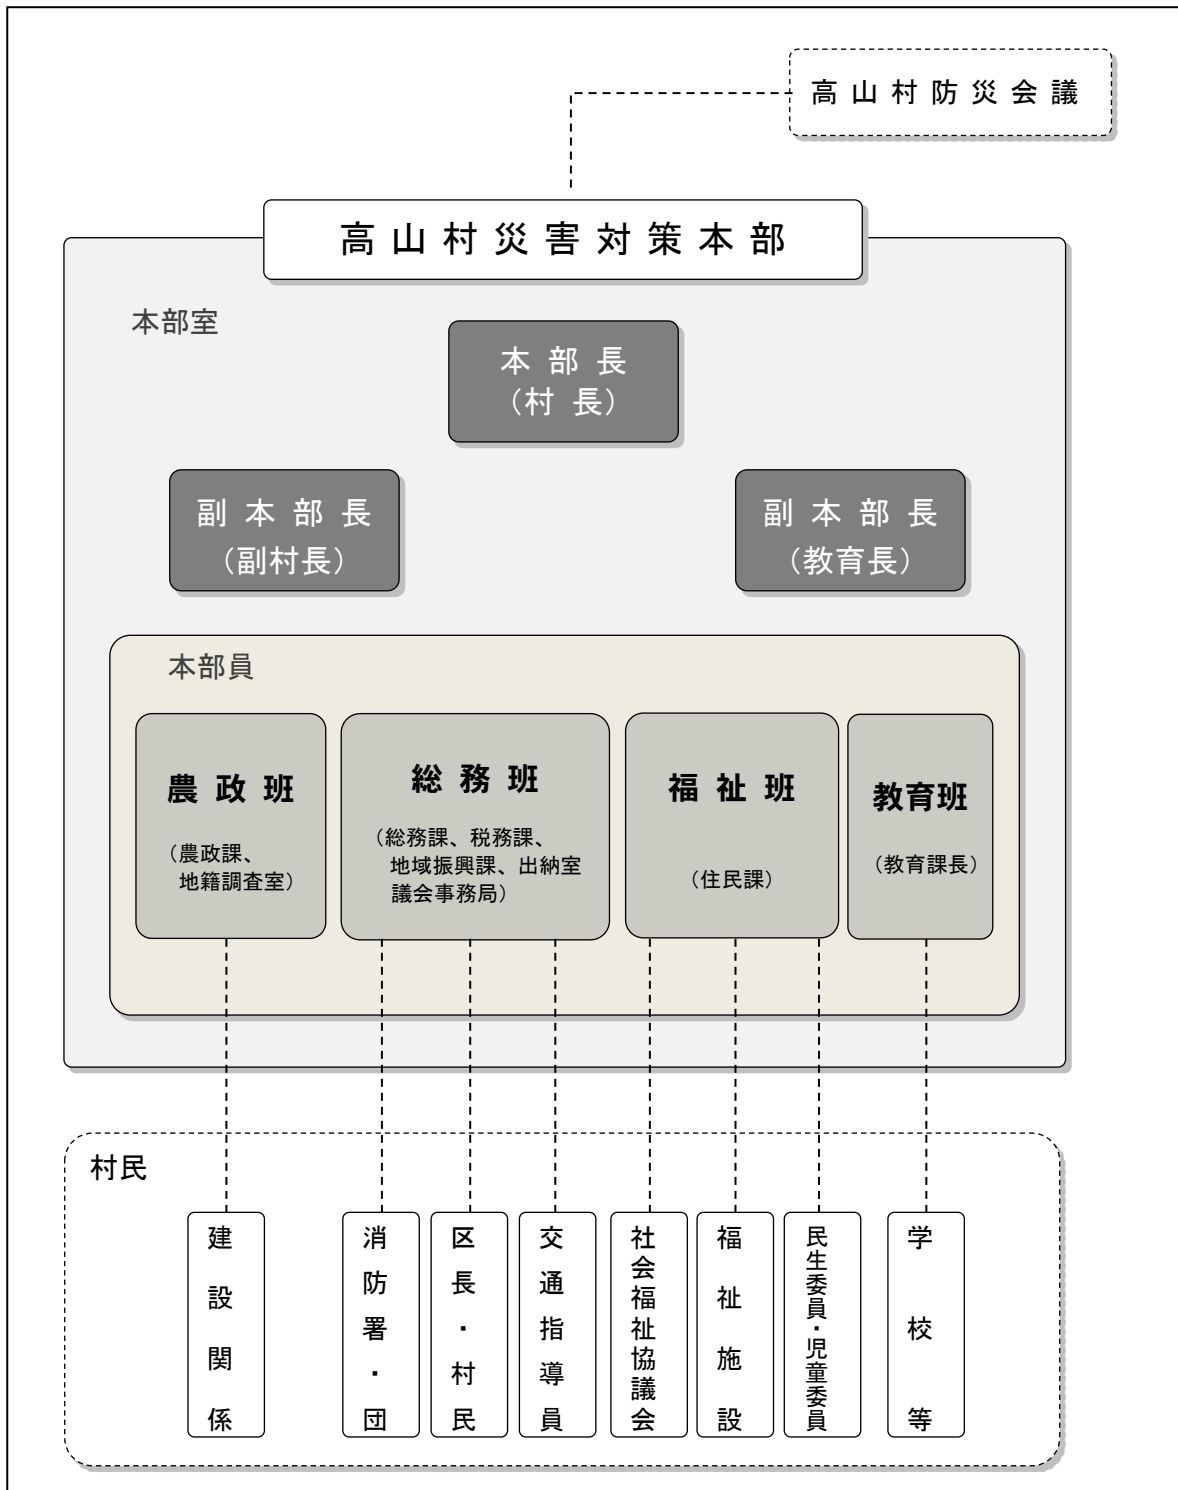 高山村防災会議
高山村災害対策本部
本部室
本部長
（村 長）
副本部長
（副村長）
副本部長
（教育長）
本部員
農政班
（農政課、
地籍調査室）
総務班
（総務課、税務課、
地域振興課、出納室
議会事務局）
福祉班
（住民課）
教育班
（教育課長）
村民
建設関係
消防署・団
区長・村民
交通指導員
社会福祉協議会
福祉施設
民生委員・児童委員
学校等